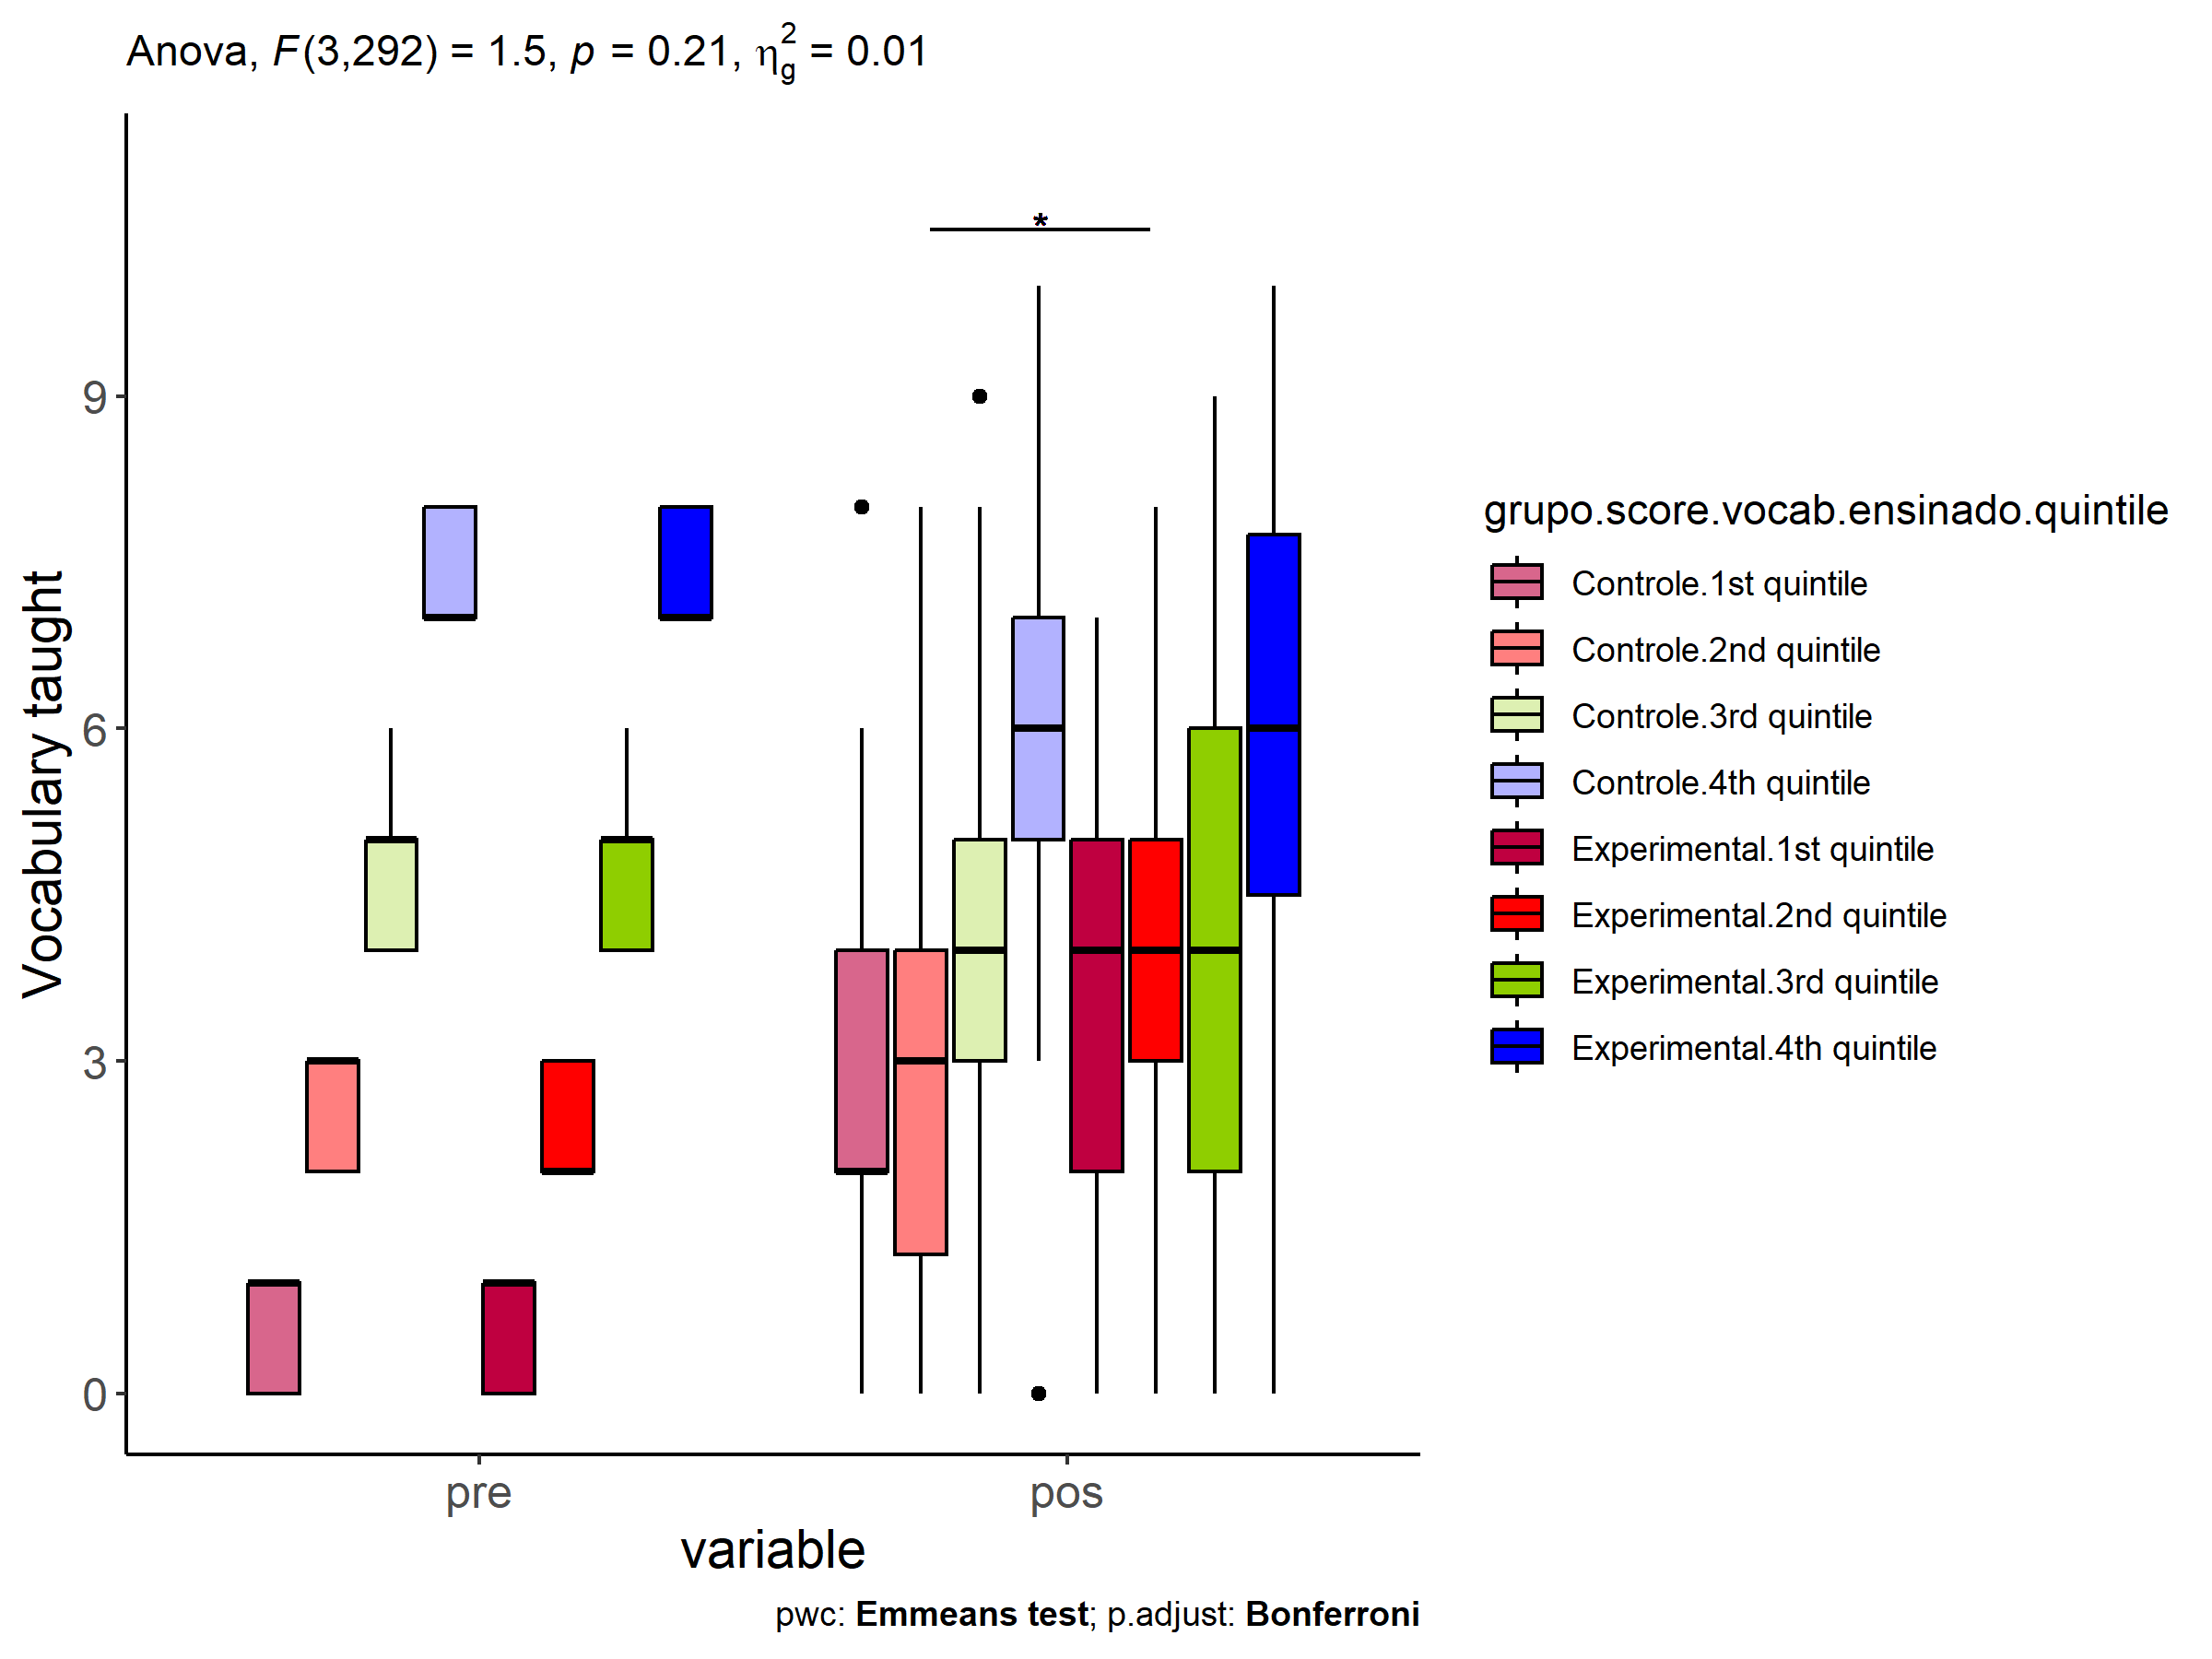 Anova, F(3,292) = 1.5, p = 0.21, η²g = 0.01
*
Vocabulary taught
9
6
3
0
pre
pos
variable
pwc: Emmeans test; p.adjust: Bonferroni
grupo.score.vocab.ensinado.quintile
Controle.1st quintile
Controle.2nd quintile
Controle.3rd quintile
Controle.4th quintile
Experimental.1st quintile
Experimental.2nd quintile
Experimental.3rd quintile
Experimental.4th quintile